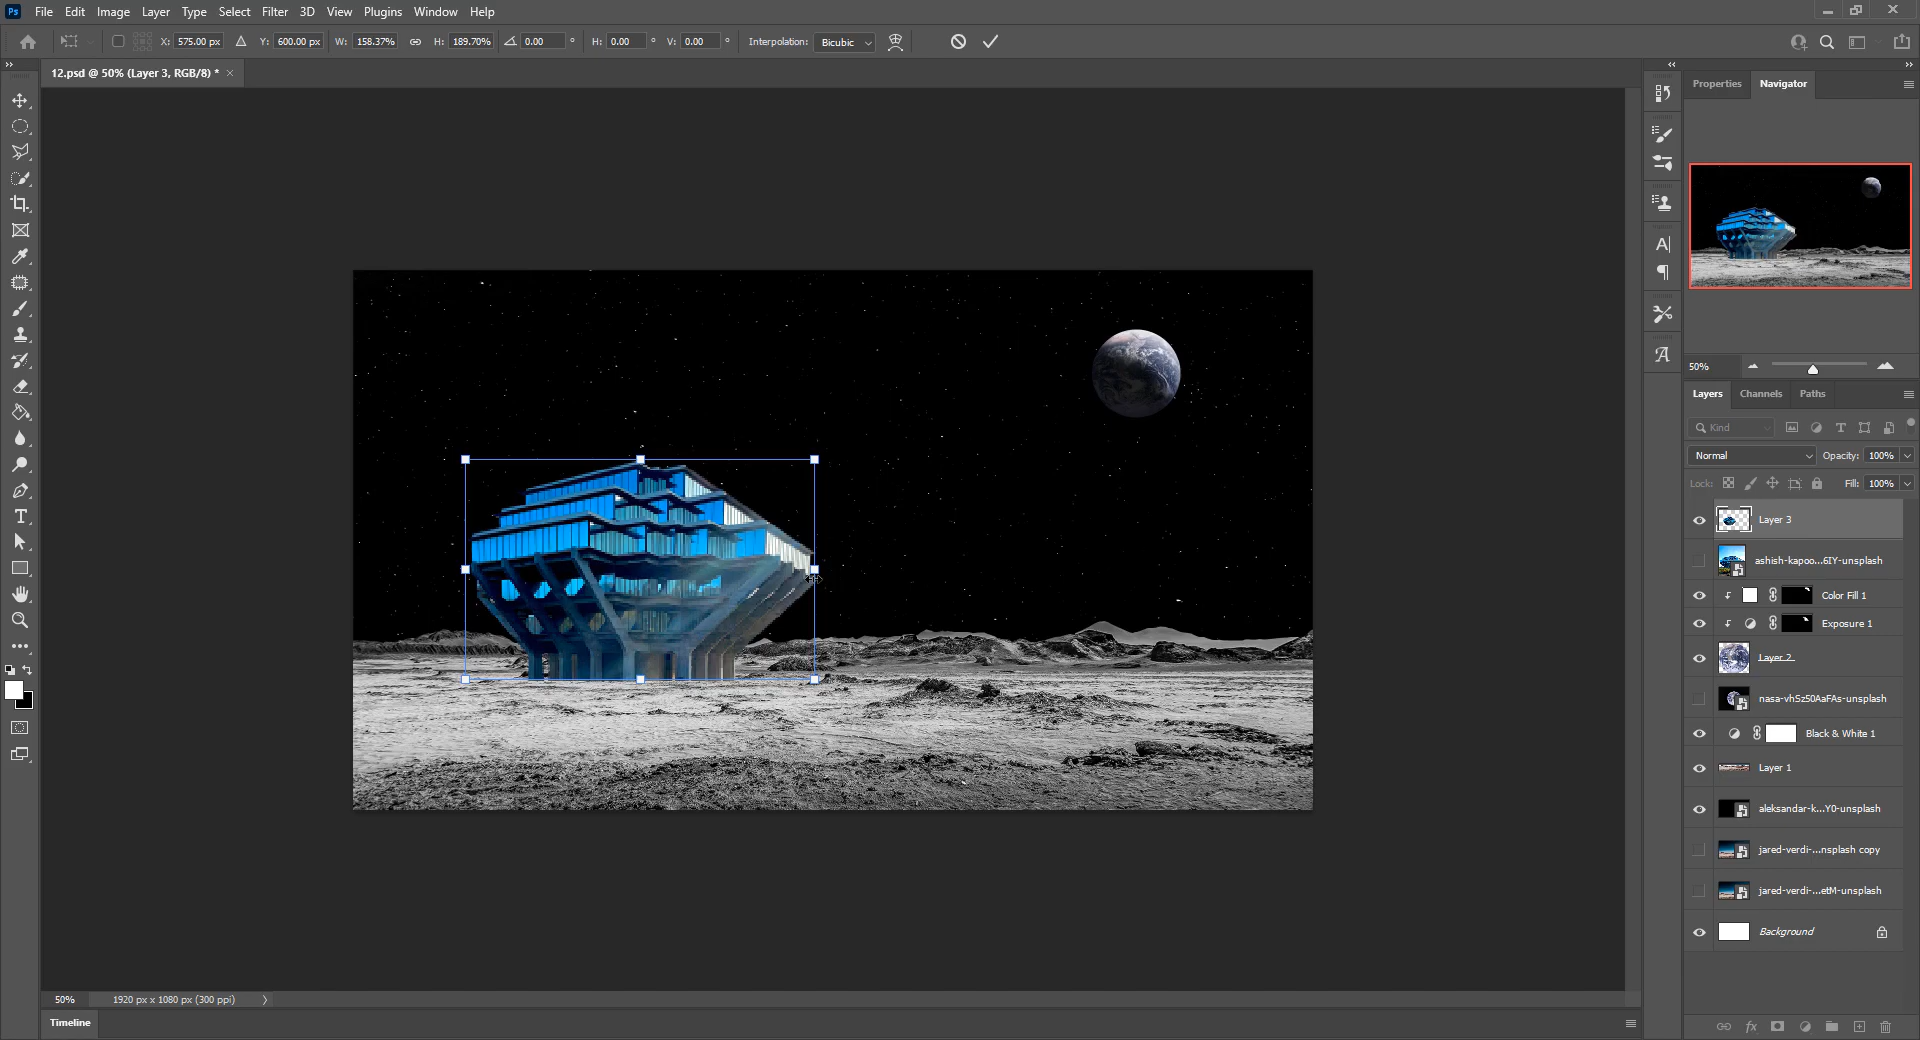 Ps File Edit Image Layer Type Select Filter 3D View Plugins Window Help
X: 575.00 px Y: 600.00 px W: 158.37% H: 189.70% 0.00 ° H: 0.00 ° V: 0.00 ° Interpolation: Bicubic
12.psd @ 50% (Layer 3, RGB/8) * ×
Properties Navigator
50%
Layers Channels Paths
Kind
Normal Opacity: 100%
Lock: Fill: 100%
Layer 3
ashish-kapoo...6IY-unsplash
Color Fill 1
Exposure 1
Layer 2
nasa-vhSz50AaFAs-unsplash
Black & White 1
Layer 1
aleksandar-k...Y0-unsplash
jared-verdi-...nsplash copy
jared-verdi-...etM-unsplash
Background
50% 1920 px x 1080 px (300 ppi)
Timeline